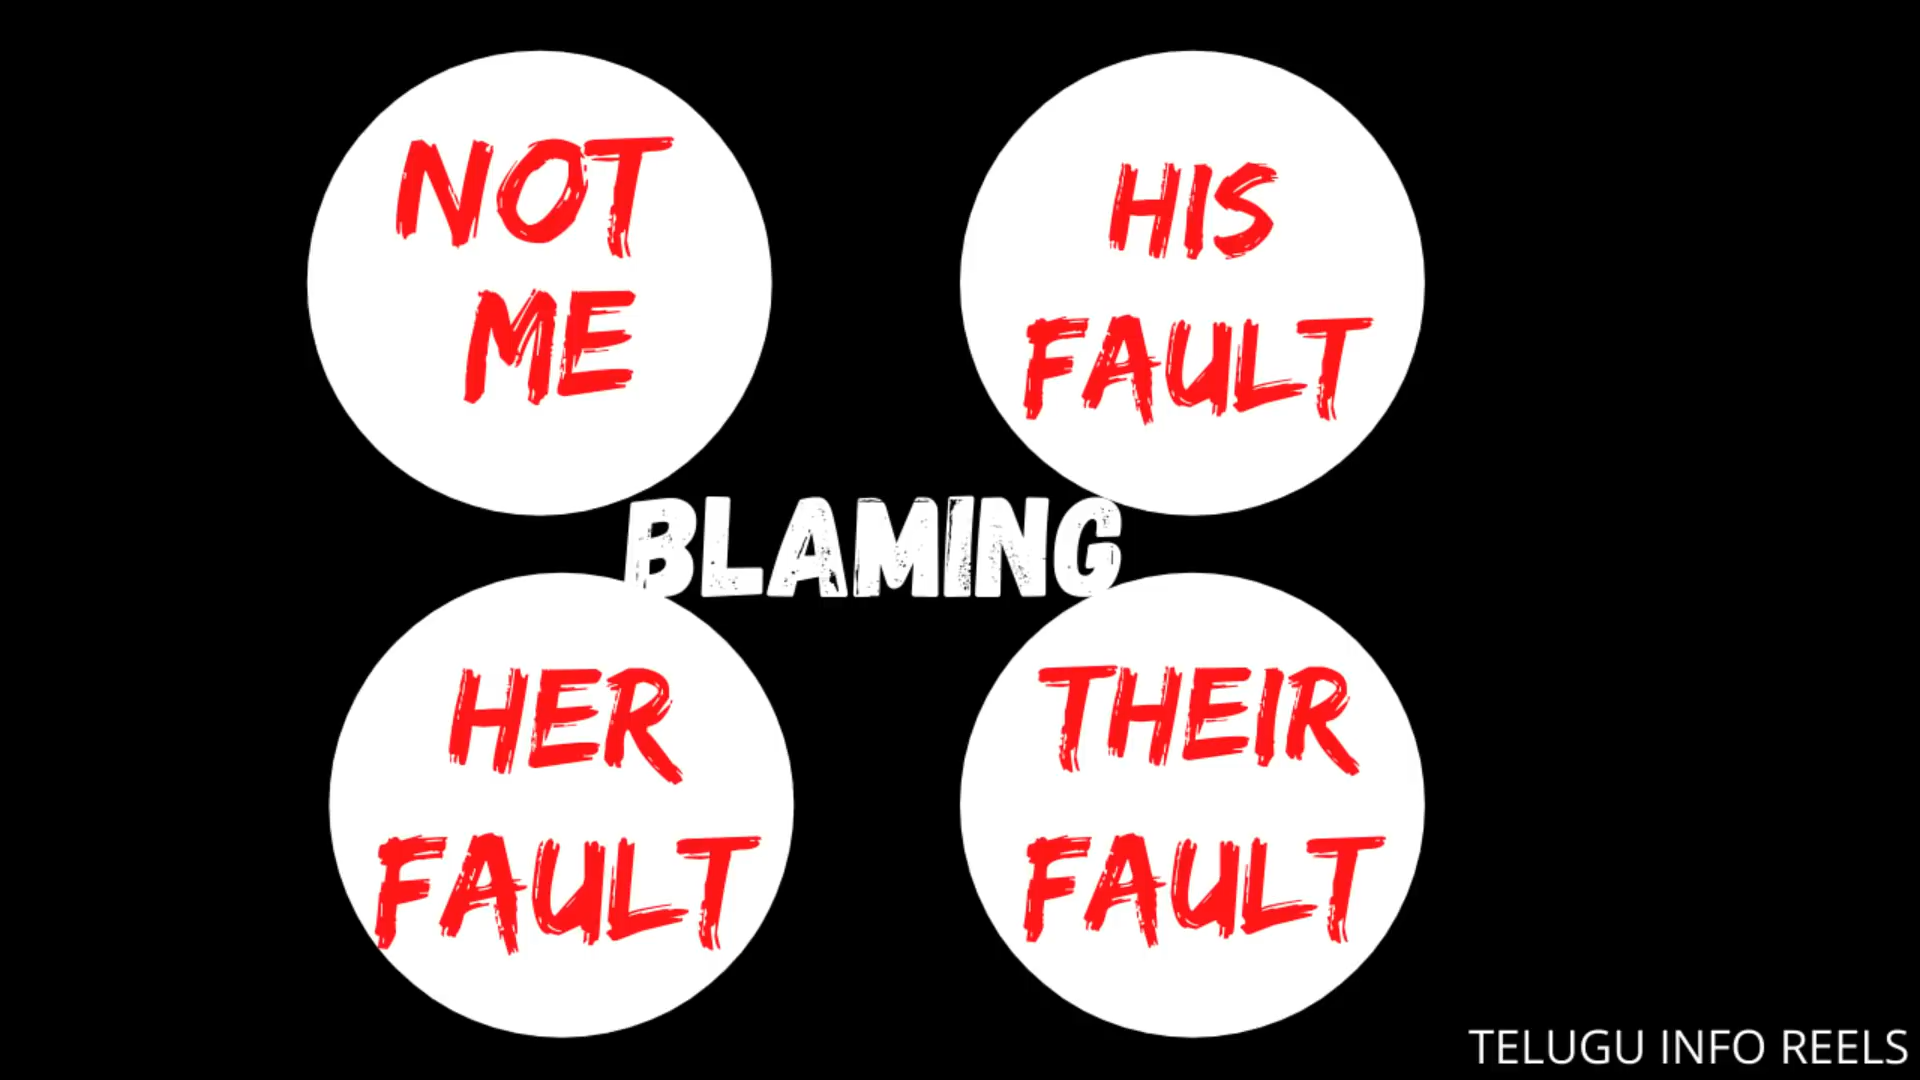 NOT
ME
HIS
FAULT
BLAMING
HER
FAULT
THEIR
FAULT
TELUGU INFO REELS